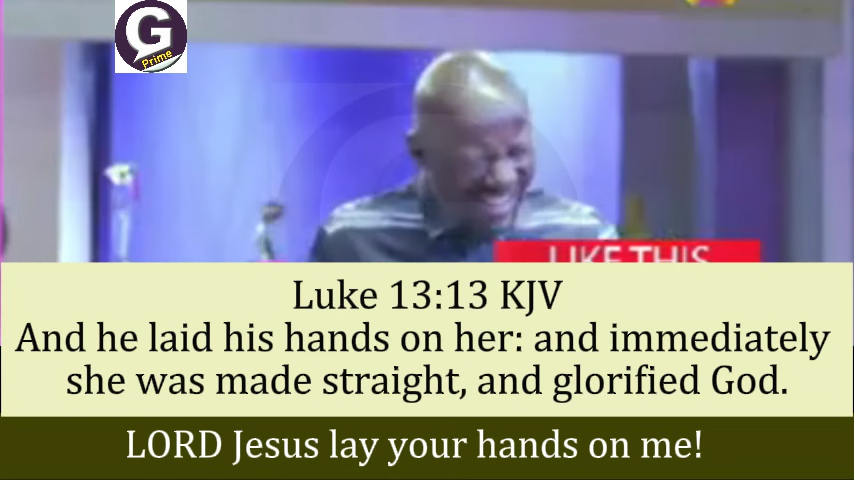 G
Prime
LIKE THIS
Luke 13:13 KJV
And he laid his hands on her: and immediately
she was made straight, and glorified God.
LORD Jesus lay your hands on me!